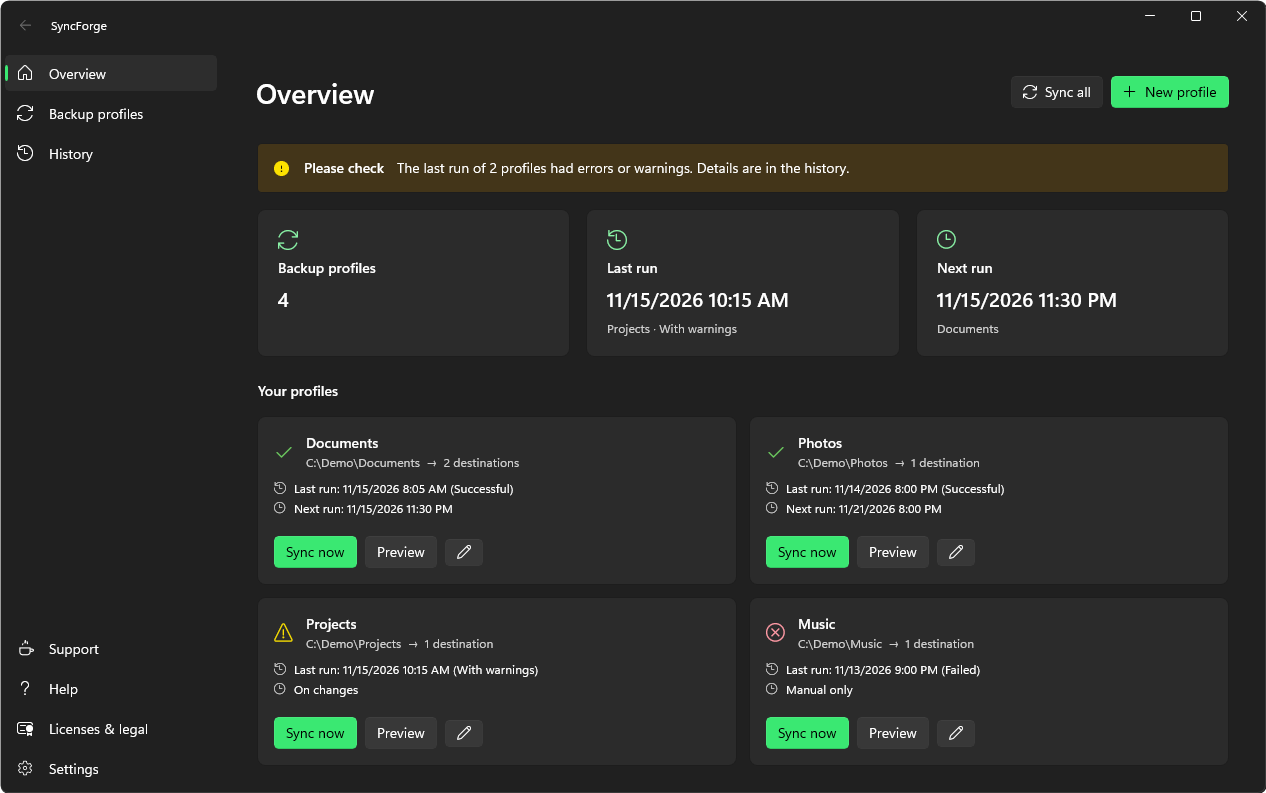 SyncForge
Overview
Backup profiles
History
Support
Help
Licenses & legal
Settings
Overview
Sync all
New profile
Please check The last run of 2 profiles had errors or warnings. Details are in the history.
Backup profiles
4
Last run
11/15/2026 10:15 AM
Projects · With warnings
Next run
11/15/2026 11:30 PM
Documents
Your profiles
Documents
C:\Demo\Documents → 2 destinations
Last run: 11/15/2026 8:05 AM (Successful)
Next run: 11/15/2026 11:30 PM
Sync now Preview
Photos
C:\Demo\Photos → 1 destination
Last run: 11/14/2026 8:00 PM (Successful)
Next run: 11/21/2026 8:00 PM
Sync now Preview
Projects
C:\Demo\Projects → 1 destination
Last run: 11/15/2026 10:15 AM (With warnings)
On changes
Sync now Preview
Music
C:\Demo\Music → 1 destination
Last run: 11/13/2026 9:00 PM (Failed)
Manual only
Sync now Preview